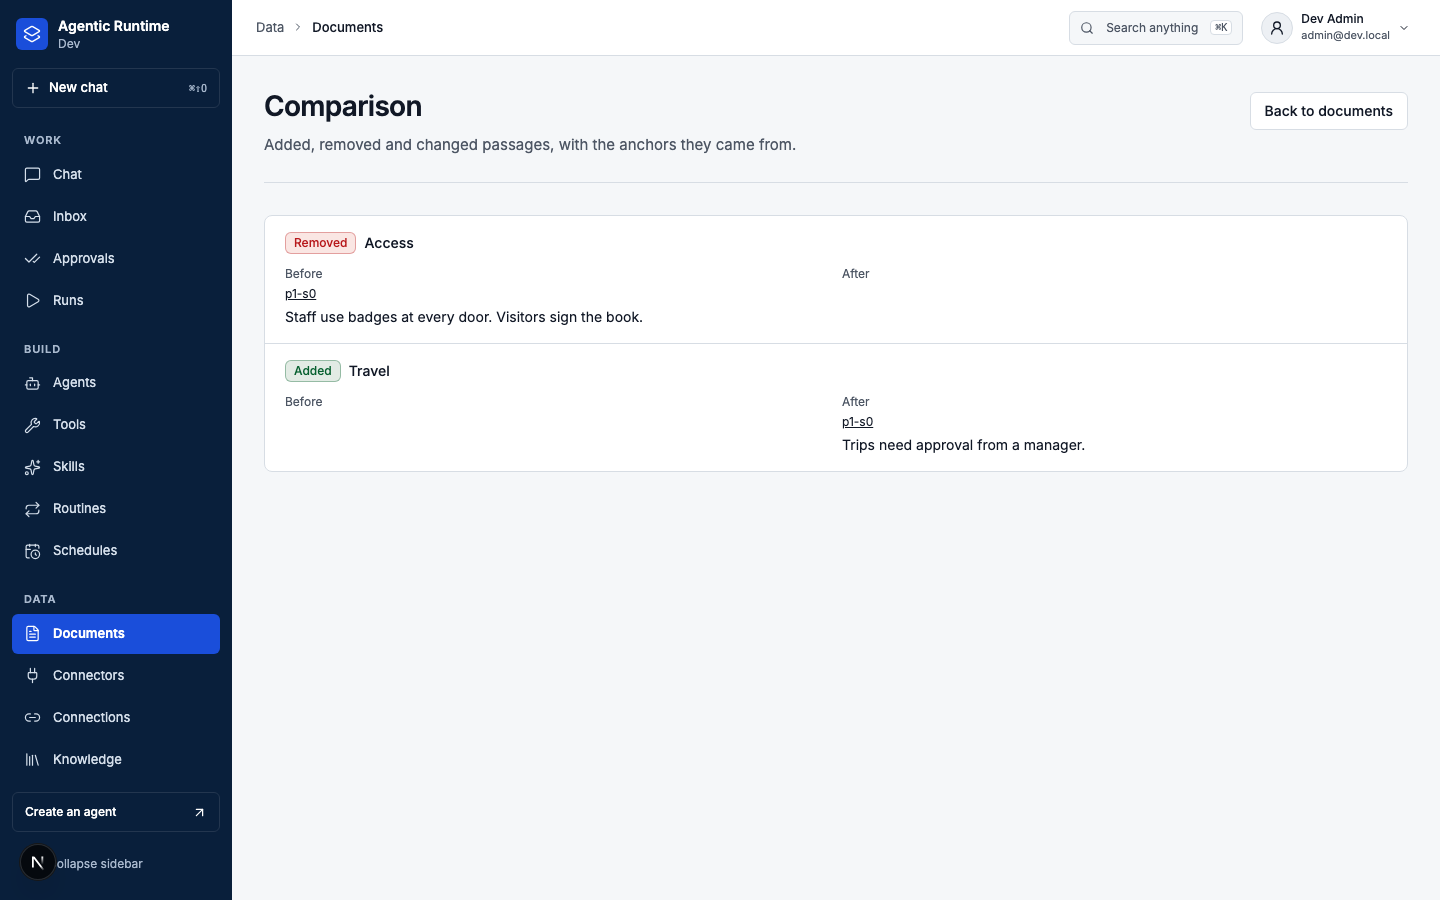 Agentic Runtime
Dev
New chat ⌘⇧O
WORK
Chat
Inbox
Approvals
Runs
BUILD
Agents
Tools
Skills
Routines
Schedules
DATA
Documents
Connectors
Connections
Knowledge
Create an agent
ollapse sidebar
Data > Documents
Search anything ⌘K
Dev Admin
admin@dev.local
Comparison
Back to documents
Added, removed and changed passages, with the anchors they came from.
Removed Access
Before
p1-s0
Staff use badges at every door. Visitors sign the book.
After
Added Travel
Before
After
p1-s0
Trips need approval from a manager.